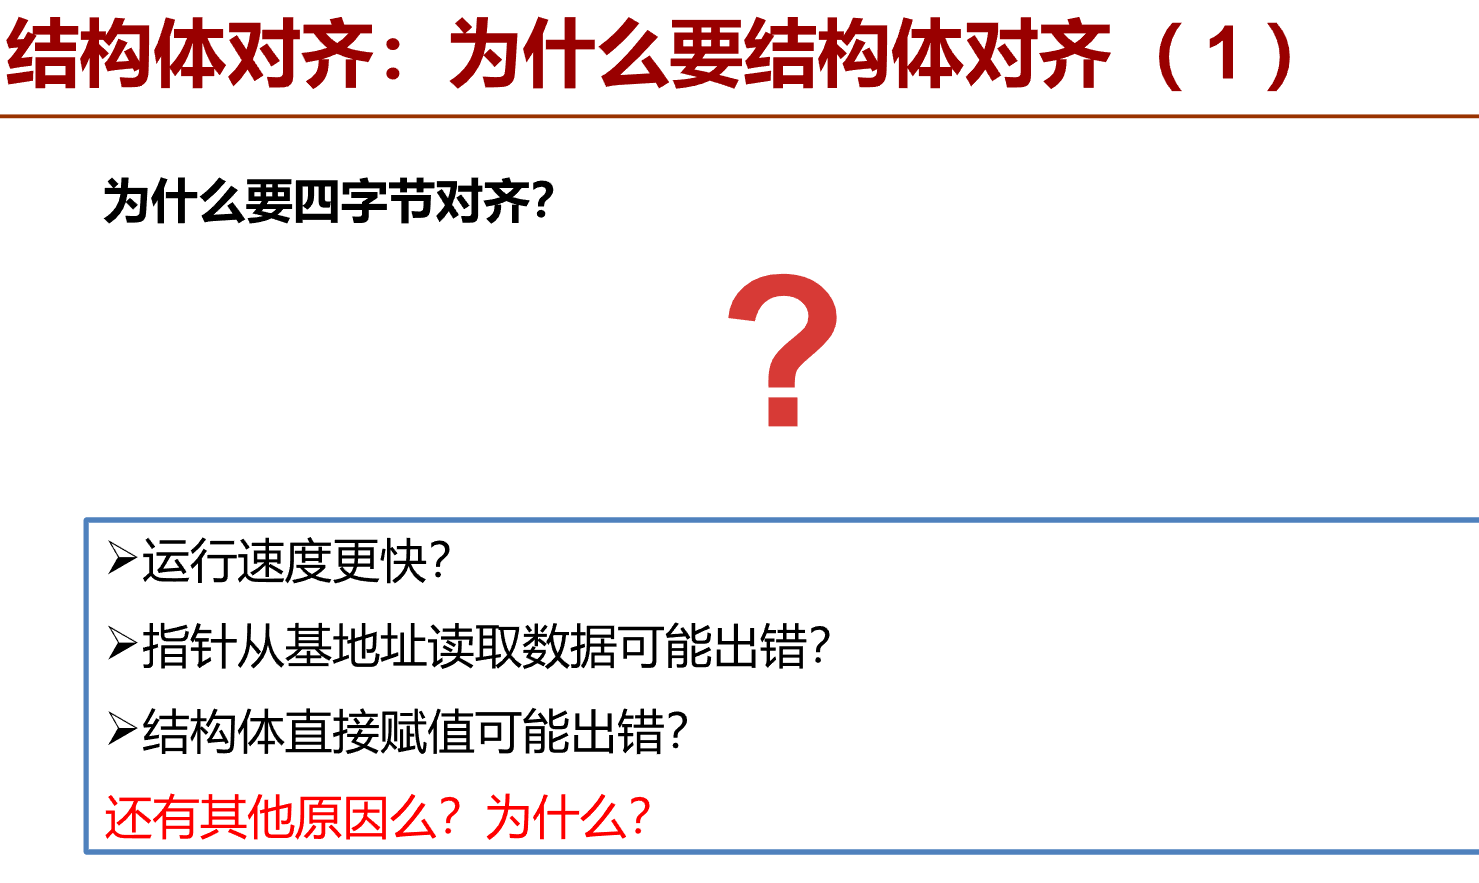 结构体对齐：为什么要结构体对齐（1）
为什么要四字节对齐？
?
➢运行速度更快？
➢指针从基地址读取数据可能出错？
➢结构体直接赋值可能出错？
还有其他原因么？为什么？